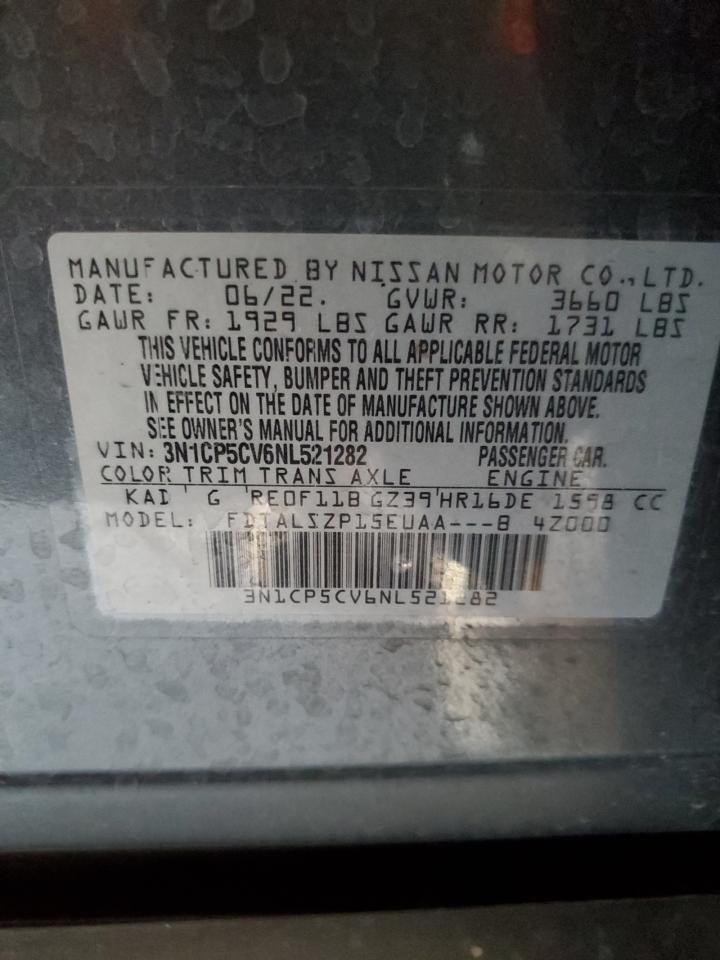 MANUFACTURED BY NISSAN MOTOR CO.,LTD.
DATE: 06/22. GVWR: 3660 LBS
GAWR FR: 1929 LBS GAWR RR: 1731 LBS
THIS VEHICLE CONFORMS TO ALL APPLICABLE FEDERAL MOTOR
VEHICLE SAFETY, BUMPER AND THEFT PREVENTION STANDARDS
IN EFFECT ON THE DATE OF MANUFACTURE SHOWN ABOVE.
SEE OWNER'S MANUAL FOR ADDITIONAL INFORMATION.
VIN: 3N1CP5CV6NL521282 PASSENGER CAR.
COLOR TRIM TRANS AXLE ENGINE
KAD G RE0F11B GZ39 HR16DE 1598 CC
MODEL: FDTALSZP15EUAA---B 4Z000
3N1CP5CV6NL521282